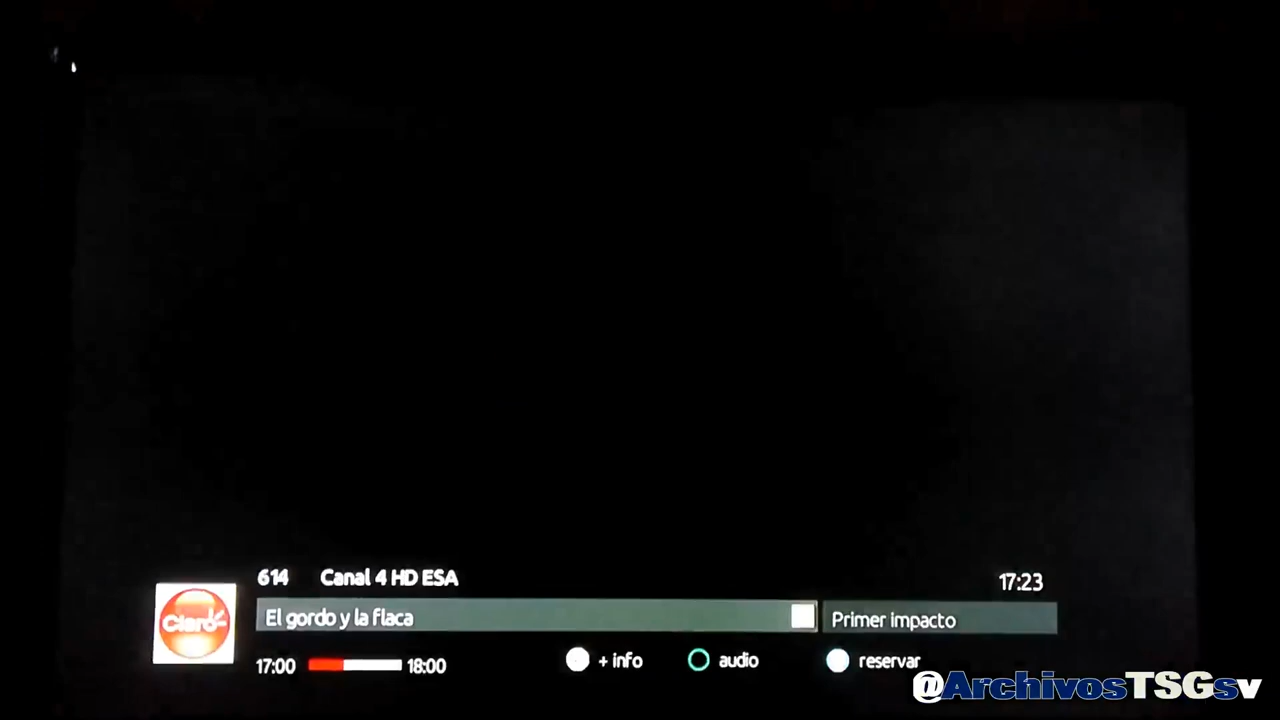 614 Canal 4 HD ESA 17:23
Claro
El gordo y la flaca Primer impacto
17:00 18:00 + info audio reservar
@ArchivosTSGsv